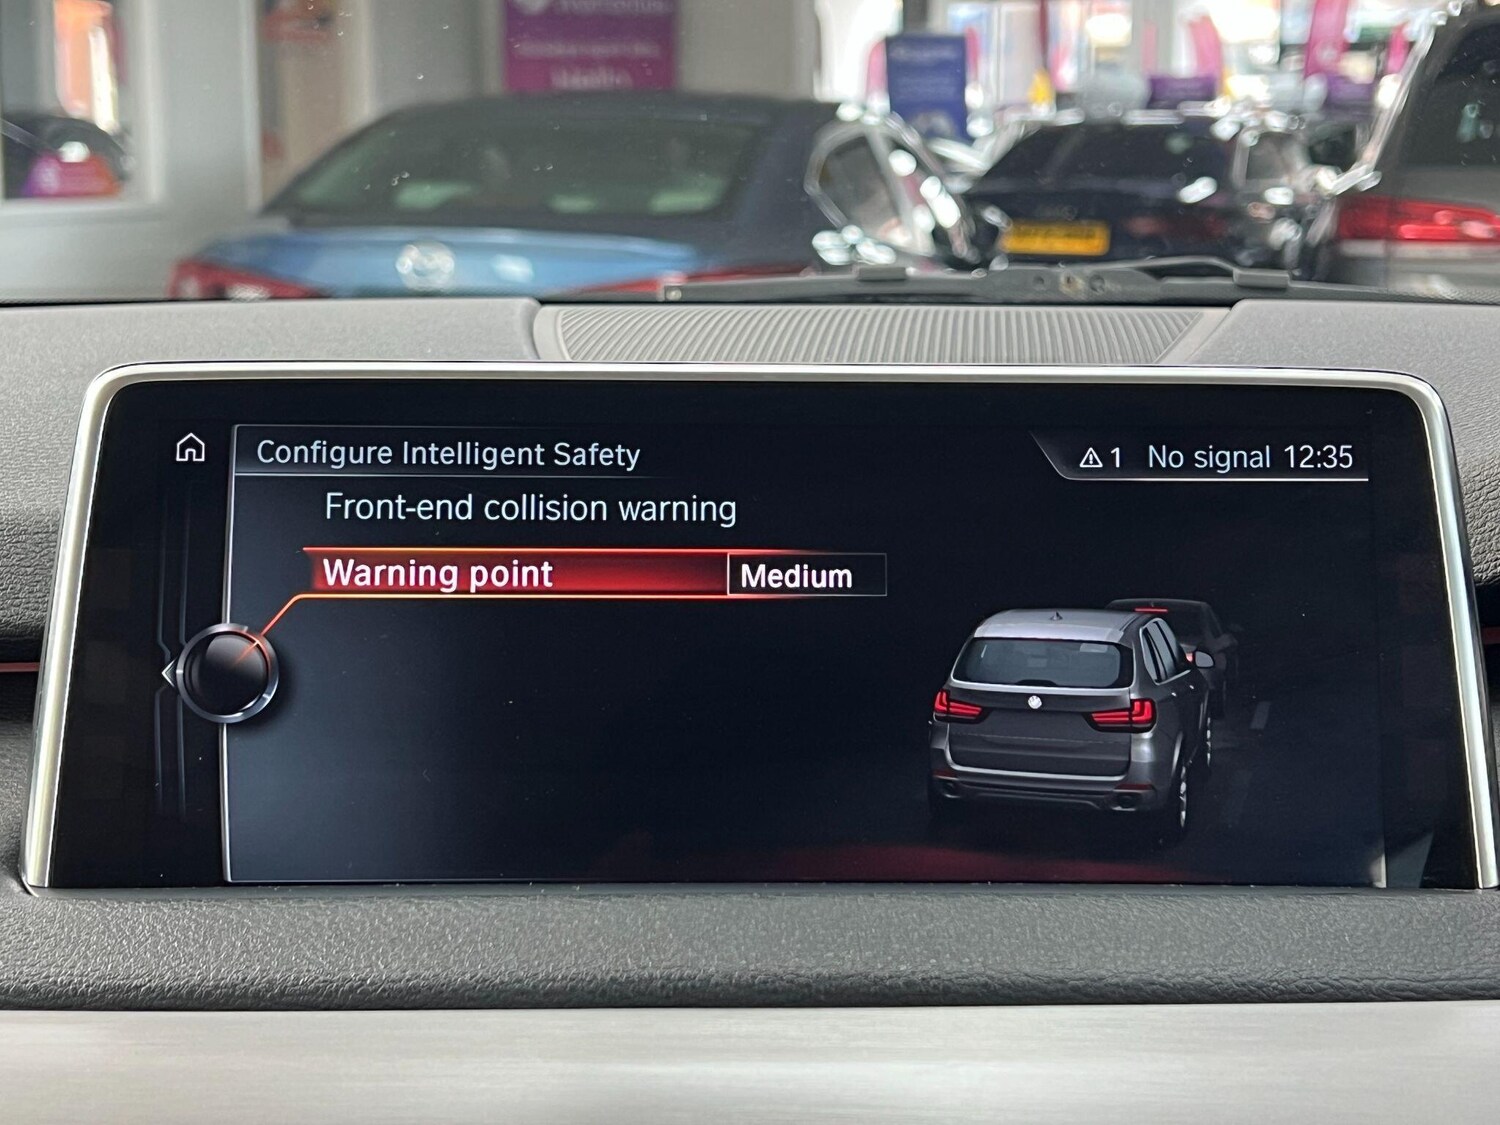 Configure Intelligent Safety
⚠1 No signal 12:35
Front-end collision warning
Warning point Medium